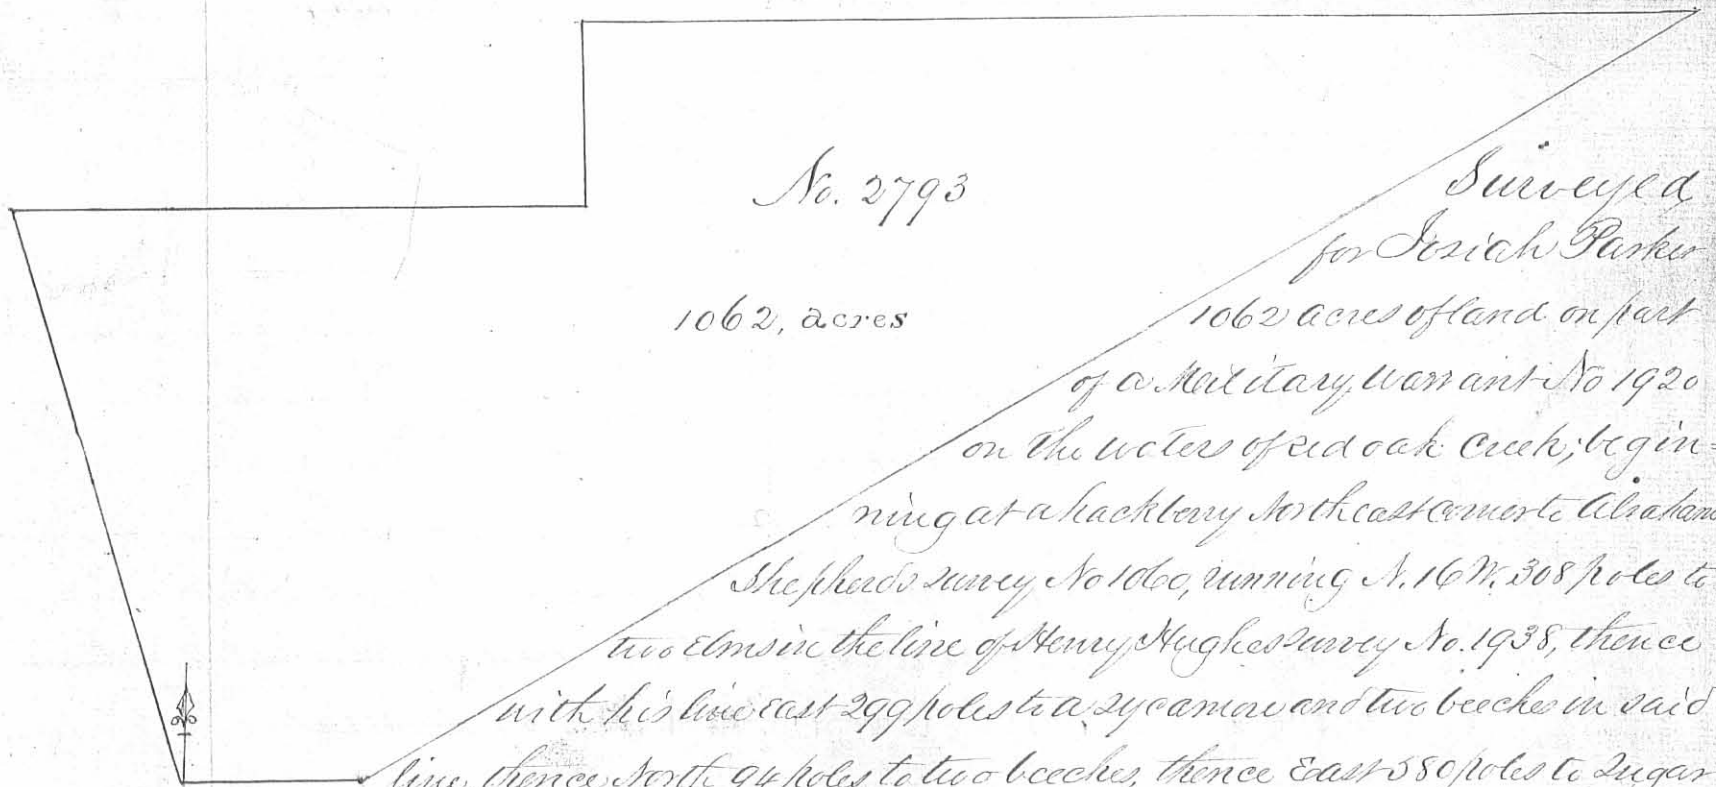 No. 2793
1062, acres
Surveyed
for Josiah Parker
1062 acres of land on part
of a Military Warrant No 1920
on the waters of red oak Creek; begin=
ning at a hackberry Northeast corner to Abraham
Shepherds survey No 1060, running N. 16 W. 308 poles to
two Elms in the line of Henry Hughes survey No. 1938, thence
with his line East 299 poles to a sycamore and two beeches in said
line, thence North 94 poles to two beeches, thence East 580 poles to Sugar